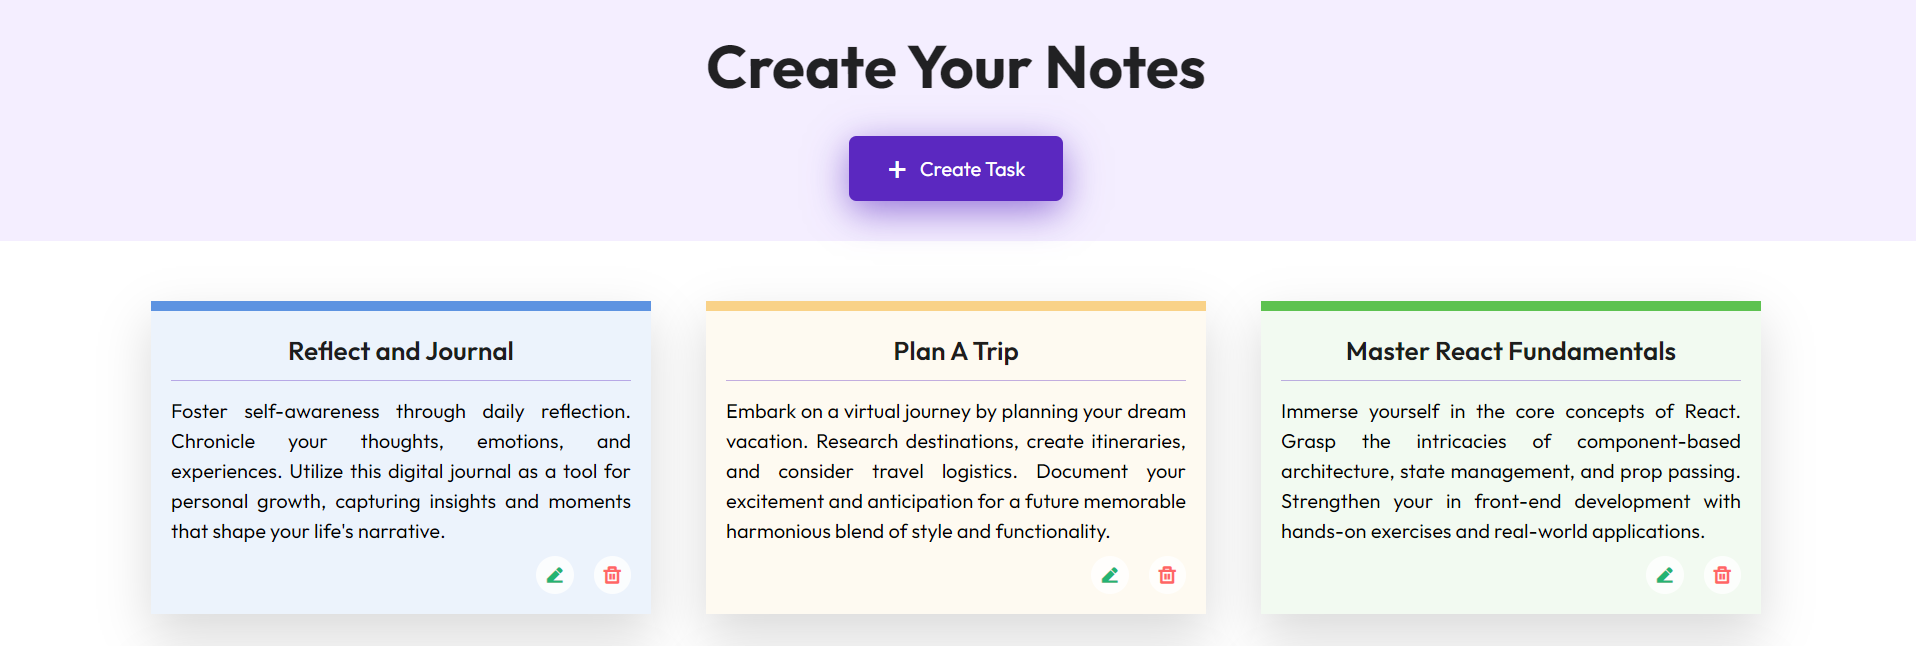 Create Your Notes
Create Task
Reflect and Journal
Foster self-awareness through daily reflection.
Chronicle your thoughts, emotions, and
experiences. Utilize this digital journal as a tool for
personal growth, capturing insights and moments
that shape your life's narrative.
Plan A Trip
Embark on a virtual journey by planning your dream
vacation. Research destinations, create itineraries,
and consider travel logistics. Document your
excitement and anticipation for a future memorable
harmonious blend of style and functionality.
Master React Fundamentals
Immerse yourself in the core concepts of React.
Grasp the intricacies of component-based
architecture, state management, and prop passing.
Strengthen your in front-end development with
hands-on exercises and real-world applications.